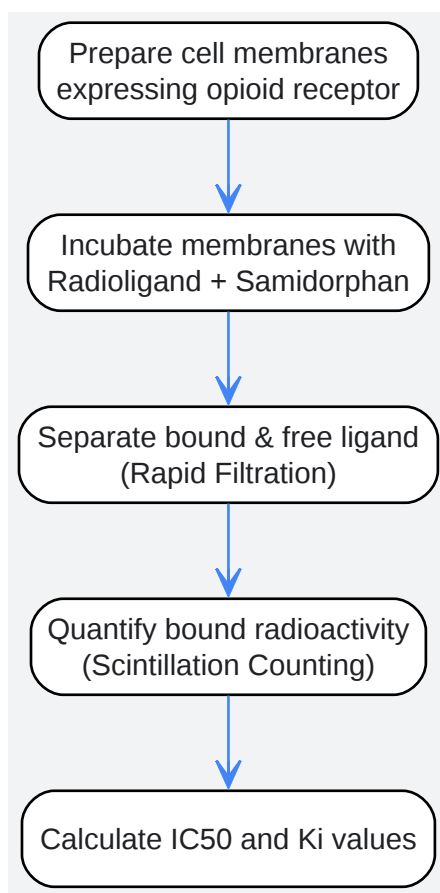 Prepare cell membranes
expressing opioid receptor
Incubate membranes with
Radioligand + Samidorphan
Separate bound & free ligand
(Rapid Filtration)
Quantify bound radioactivity
(Scintillation Counting)
Calculate IC50 and Ki values